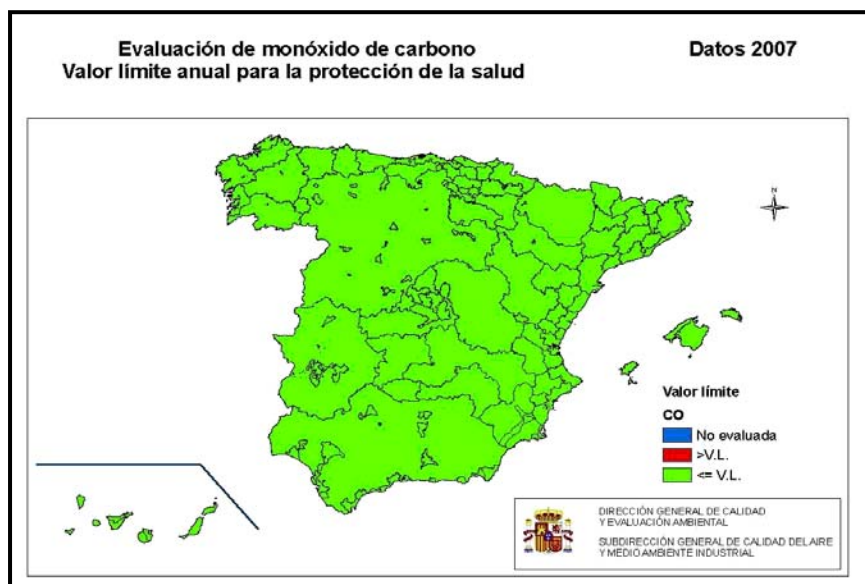 Evaluación de monóxido de carbono
Valor límite anual para la protección de la salud
Datos 2007
N
Valor límite
CO
No evaluada
>V.L.
<= V.L.
DIRECCIÓN GENERAL DE CALIDAD
Y EVALUACIÓN AMBIENTAL
SUBDIRECCIÓN GENERAL DE CALIDAD DEL AIRE
Y MEDIO AMBIENTE INDUSTRIAL